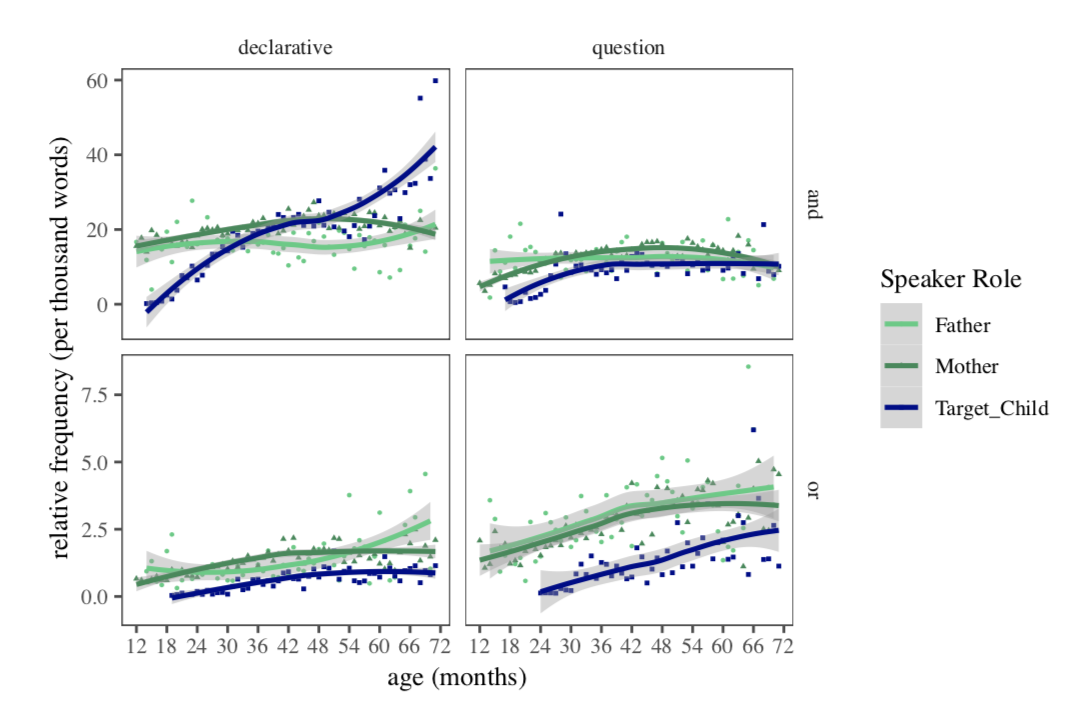 declarative question
60
40
20
0
and
7.5
5.0
2.5
0.0
or
relative frequency (per thousand words)
12 18 24 30 36 42 48 54 60 66 72 12 18 24 30 36 42 48 54 60 66 72
age (months)
Speaker Role
Father
Mother
Target_Child